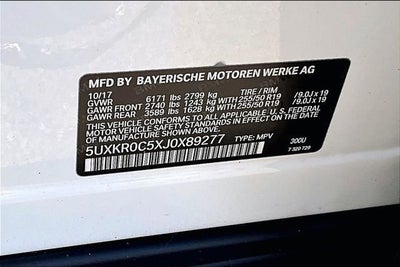 MFD BY BAYERISCHE MOTOREN WERKE AG
10/17 TIRE / RIM
GVWR 6171 lbs 2799 kg
GAWR FRONT 2740 lbs 1243 kg WITH 255/50 R19 /9.0J x 19
GAWR REAR 3589 lbs 1628 kg WITH 255/50 R19 /9.0J x 19
THIS VEHICLE CONFORMS TO ALL APPLICABLE U.S. FEDERAL
MOTOR VEHICLE SAFETY STANDARDS IN EFFECT ON THE DATE
OF MANUFACTURE SHOWN ABOVE.
5UXKR0C5XJ0X89277 TYPE: MPV 300U
7 320 729